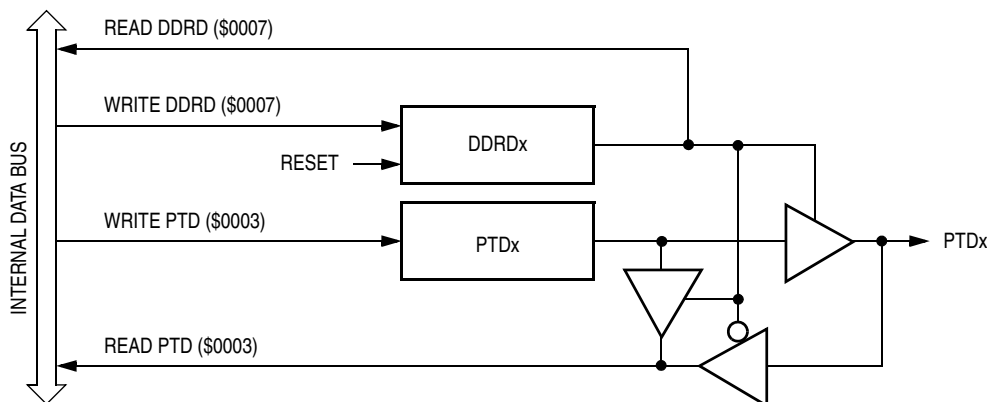 READ DDRD ($0007)
WRITE DDRD ($0007)
DDRDx
RESET
INTERNAL DATA BUS
WRITE PTD ($0003)
PTDx
PTDx
READ PTD ($0003)